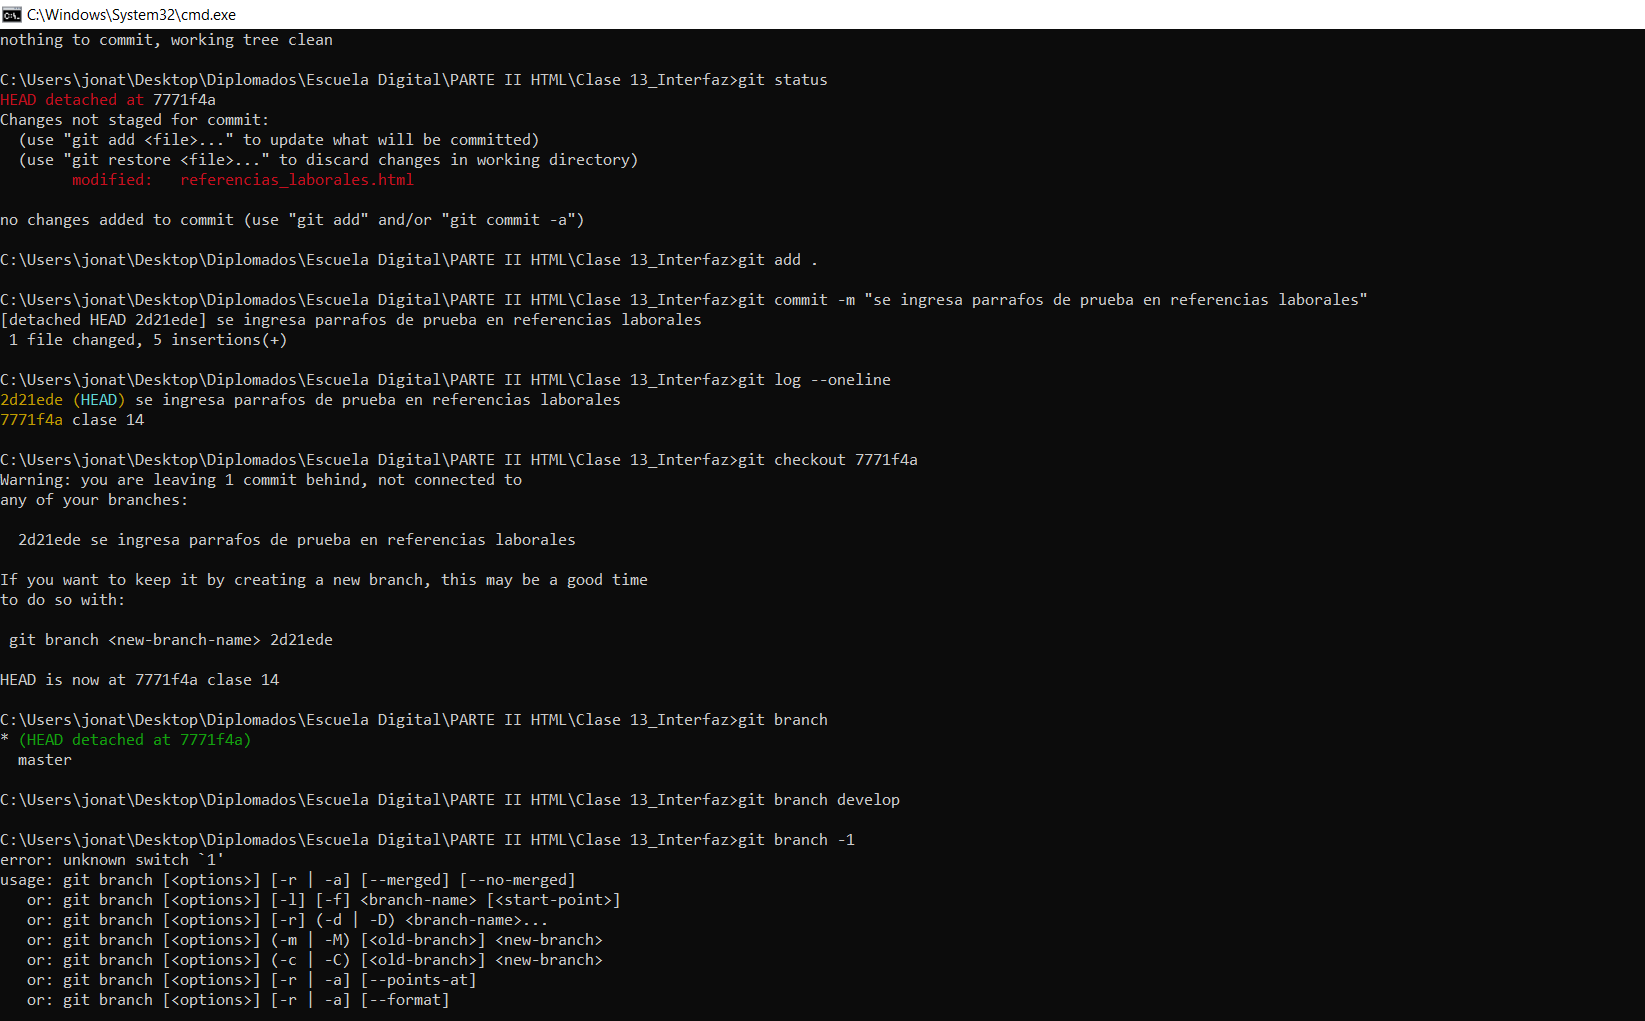 C:\Windows\System32\cmd.exe
nothing to commit, working tree clean
C:\Users\jonat\Desktop\Diplomados\Escuela Digital\PARTE II HTML\Clase 13_Interfaz>git status
HEAD detached at 7771f4a
Changes not staged for commit:
  (use "git add <file>..." to update what will be committed)
  (use "git restore <file>..." to discard changes in working directory)
        modified:   referencias_laborales.html
no changes added to commit (use "git add" and/or "git commit -a")
C:\Users\jonat\Desktop\Diplomados\Escuela Digital\PARTE II HTML\Clase 13_Interfaz>git add .
C:\Users\jonat\Desktop\Diplomados\Escuela Digital\PARTE II HTML\Clase 13_Interfaz>git commit -m "se ingresa parrafos de prueba en referencias laborales"
[detached HEAD 2d21ede] se ingresa parrafos de prueba en referencias laborales
 1 file changed, 5 insertions(+)
C:\Users\jonat\Desktop\Diplomados\Escuela Digital\PARTE II HTML\Clase 13_Interfaz>git log --oneline
2d21ede (HEAD) se ingresa parrafos de prueba en referencias laborales
7771f4a clase 14
C:\Users\jonat\Desktop\Diplomados\Escuela Digital\PARTE II HTML\Clase 13_Interfaz>git checkout 7771f4a
Warning: you are leaving 1 commit behind, not connected to
any of your branches:
  2d21ede se ingresa parrafos de prueba en referencias laborales
If you want to keep it by creating a new branch, this may be a good time
to do so with:
 git branch <new-branch-name> 2d21ede
HEAD is now at 7771f4a clase 14
C:\Users\jonat\Desktop\Diplomados\Escuela Digital\PARTE II HTML\Clase 13_Interfaz>git branch
* (HEAD detached at 7771f4a)
  master
C:\Users\jonat\Desktop\Diplomados\Escuela Digital\PARTE II HTML\Clase 13_Interfaz>git branch develop
C:\Users\jonat\Desktop\Diplomados\Escuela Digital\PARTE II HTML\Clase 13_Interfaz>git branch -1
error: unknown switch `1'
usage: git branch [<options>] [-r | -a] [--merged] [--no-merged]
   or: git branch [<options>] [-l] [-f] <branch-name> [<start-point>]
   or: git branch [<options>] [-r] (-d | -D) <branch-name>...
   or: git branch [<options>] (-m | -M) [<old-branch>] <new-branch>
   or: git branch [<options>] (-c | -C) [<old-branch>] <new-branch>
   or: git branch [<options>] [-r | -a] [--points-at]
   or: git branch [<options>] [-r | -a] [--format]